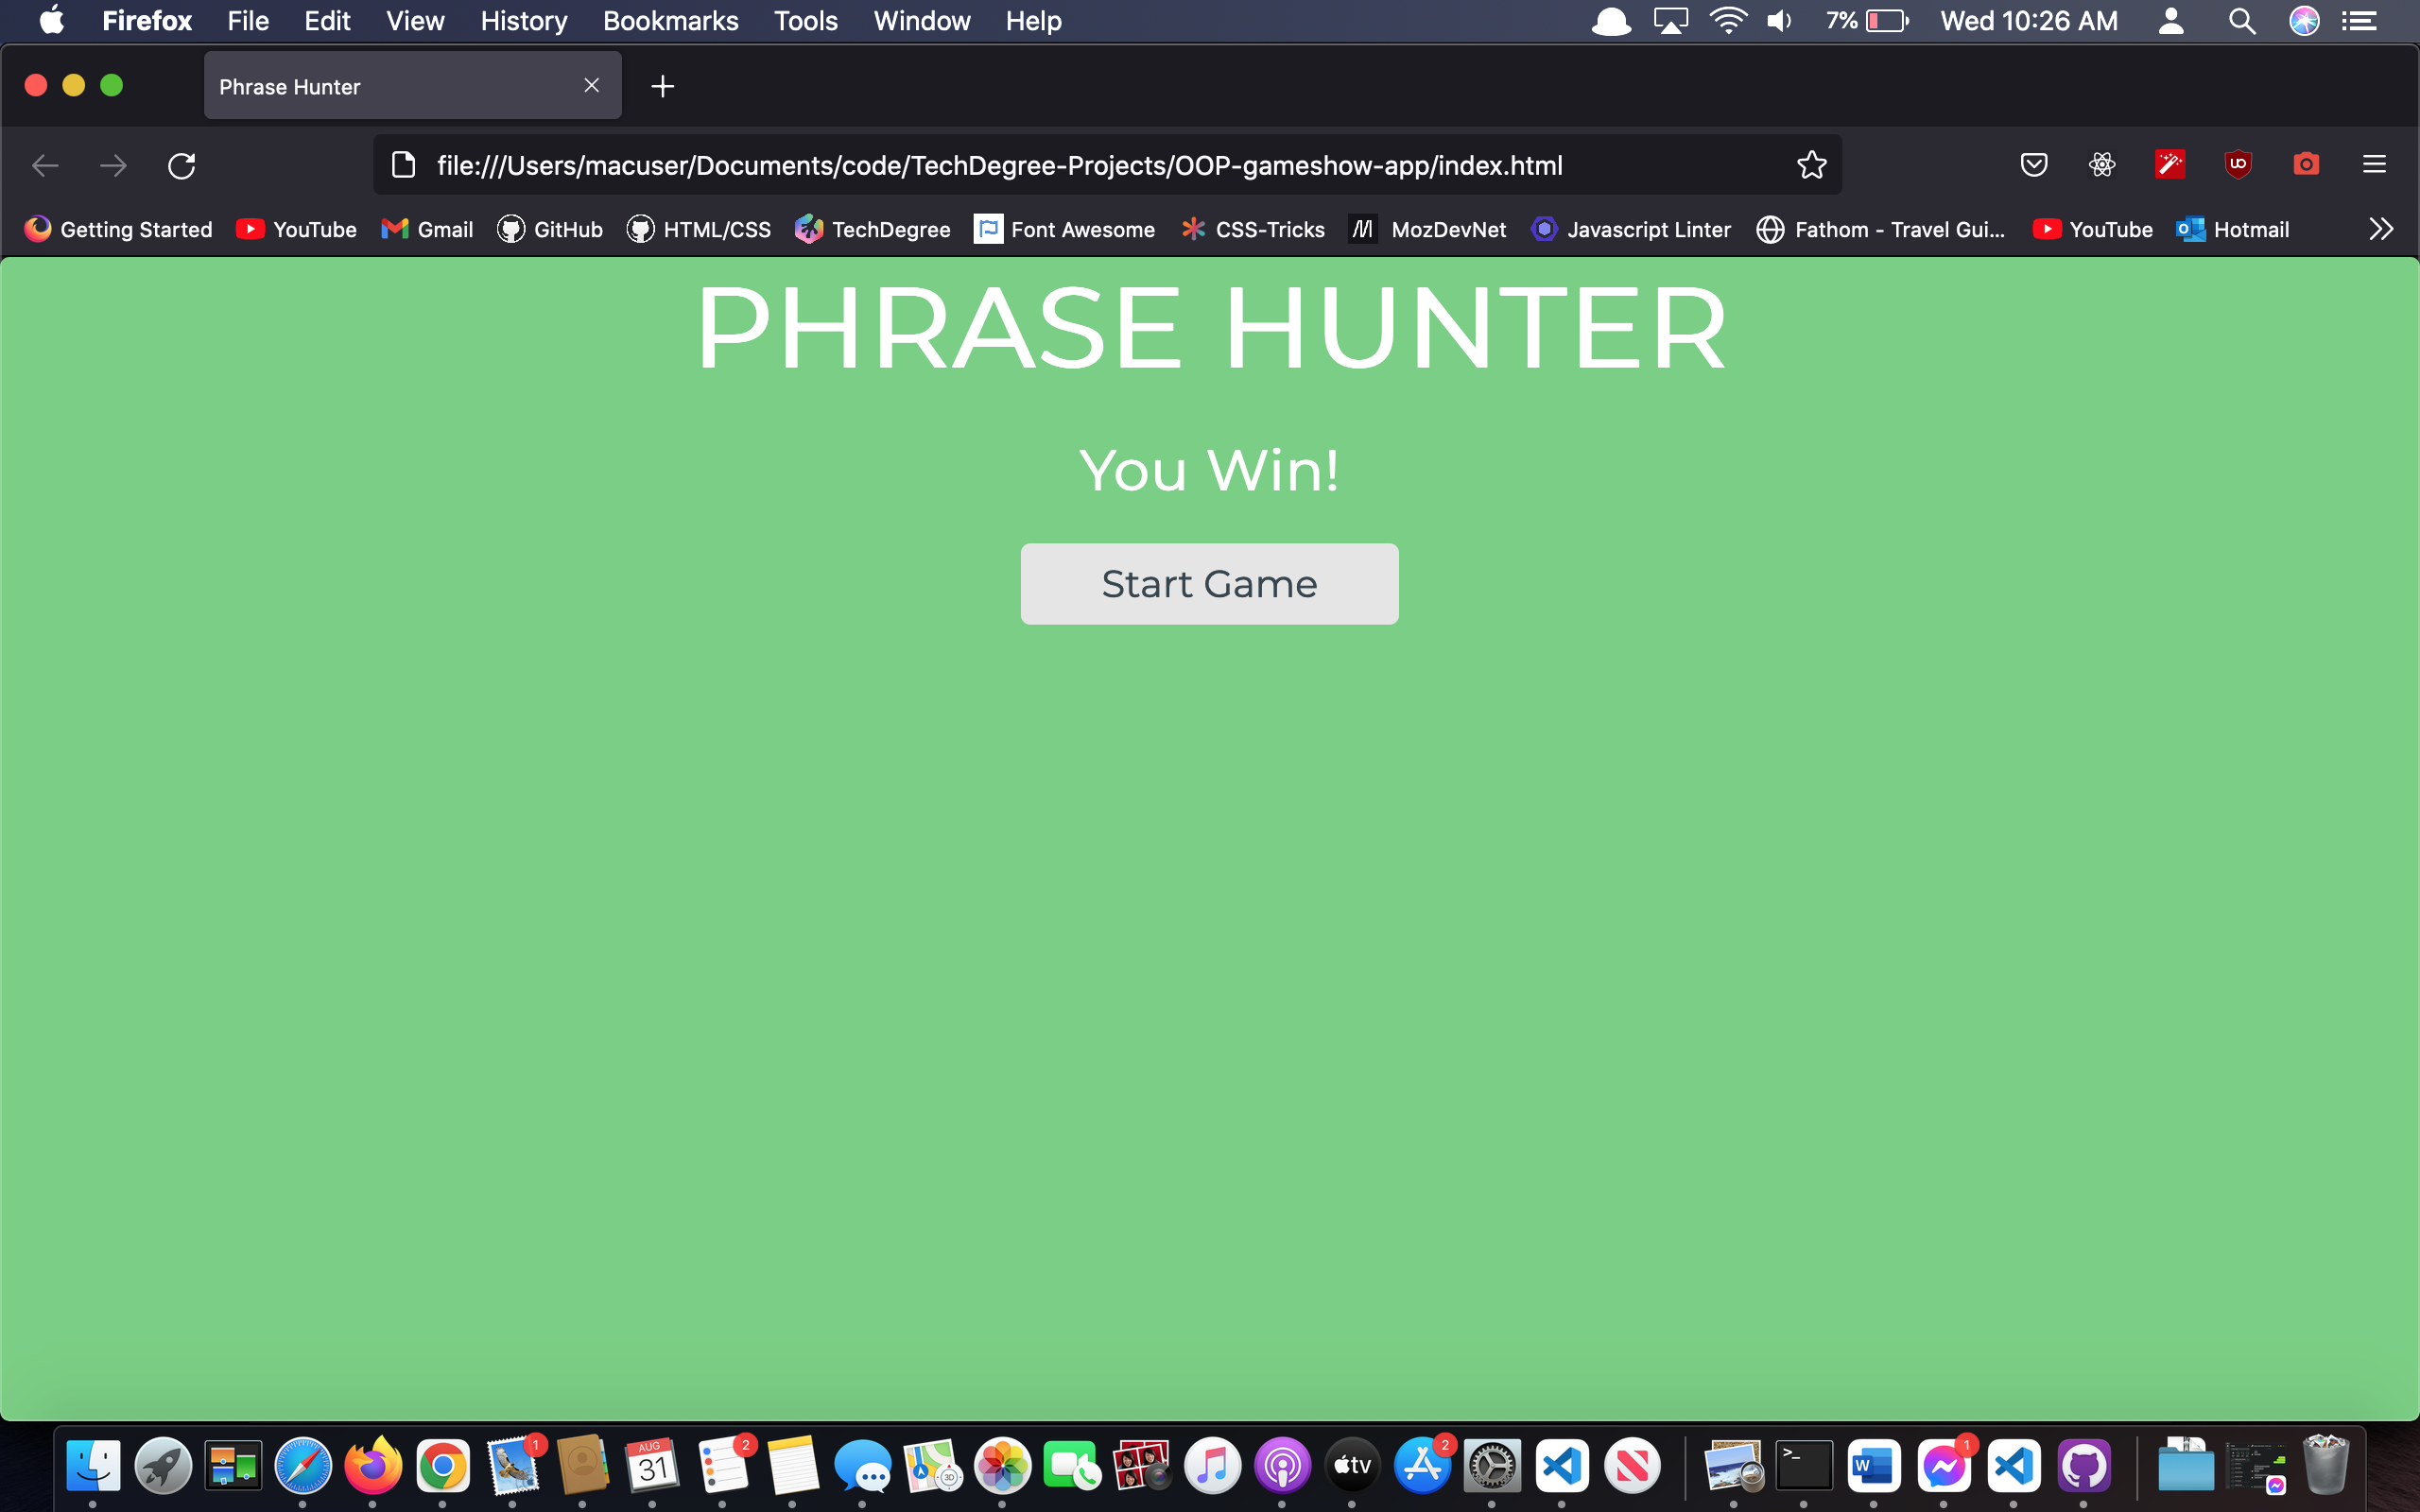 Firefox File Edit View History Bookmarks Tools Window Help 7% Wed 10:26 AM
Phrase Hunter
file:///Users/macuser/Documents/code/TechDegree-Projects/OOP-gameshow-app/index.html
Getting Started YouTube Gmail GitHub HTML/CSS TechDegree Font Awesome CSS-Tricks MozDevNet Javascript Linter Fathom - Travel Gui... YouTube Hotmail
PHRASE HUNTER
You Win!
Start Game
1 AUG 31 2 3D tv 2 >_ W 1